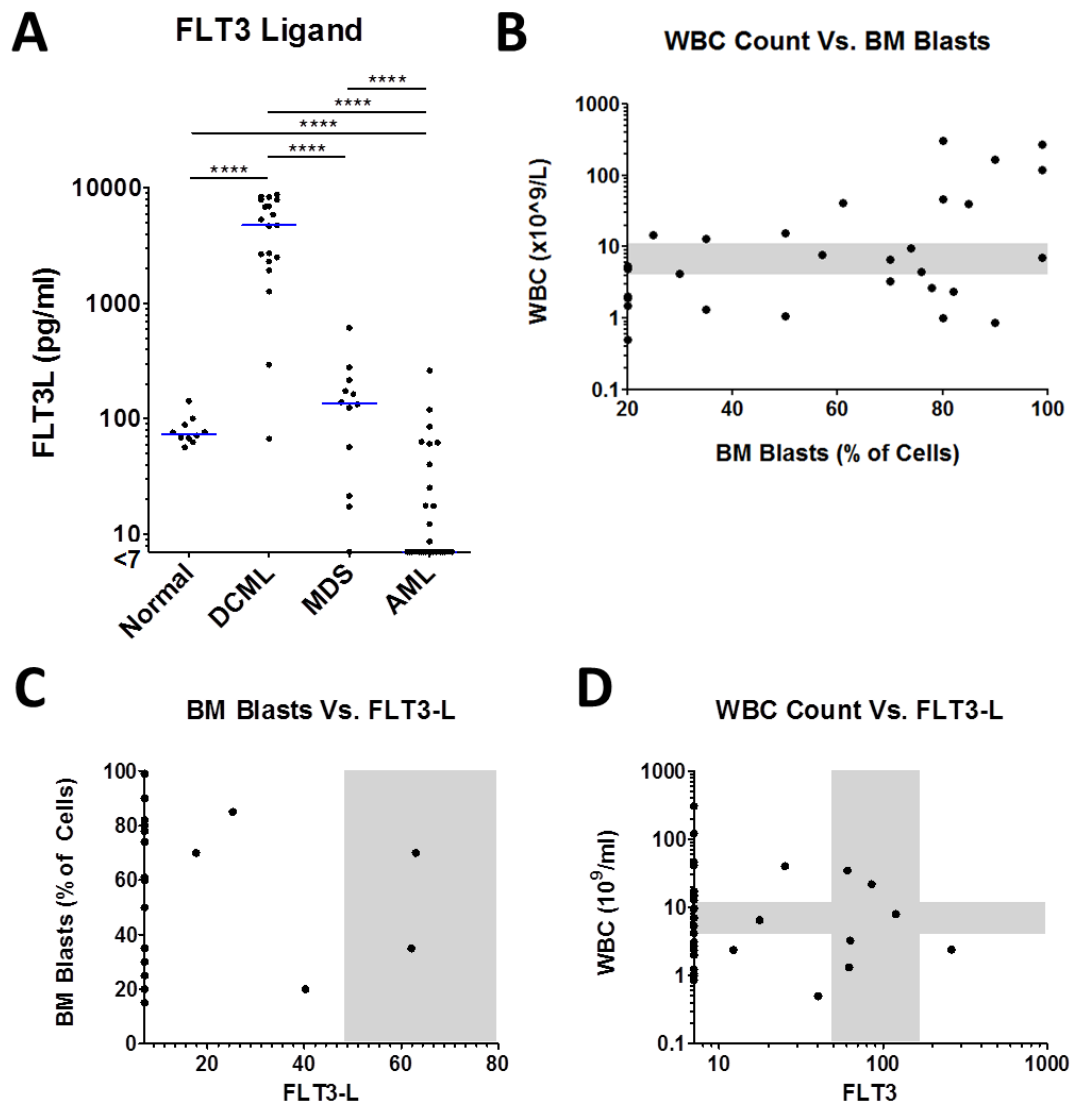 A
FLT3 Ligand
****
****
****
****
****
10000
1000
100
10
<7
FLT3L (pg/ml)
Normal
DCML
MDS
AML
B
WBC Count Vs. BM Blasts
1000
100
10
1
0.1
WBC (x10^9/L)
20
40
60
80
100
BM Blasts (% of Cells)
C
BM Blasts Vs. FLT3-L
100
80
60
40
20
0
BM Blasts (% of Cells)
20
40
60
80
FLT3-L
D
WBC Count Vs. FLT3-L
1000
100
10
1
0.1
WBC (10⁹/ml)
10
100
1000
FLT3